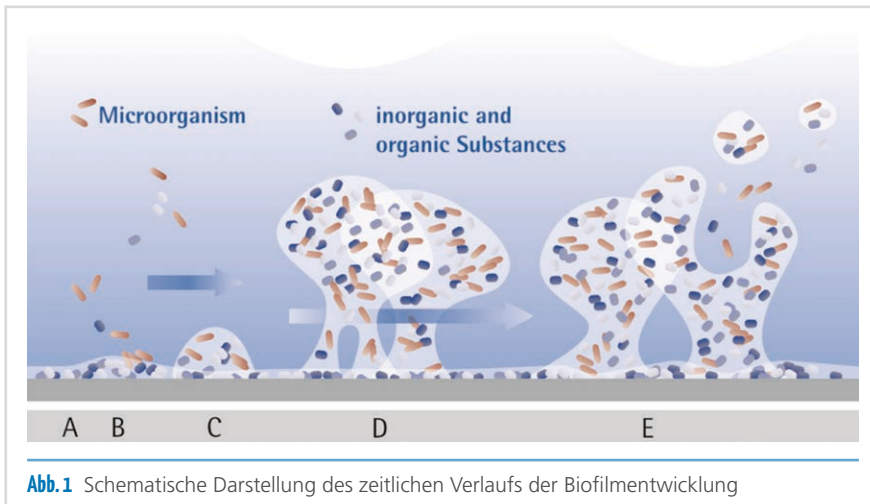 Microorganism
inorganic and
organic Substances
A B C D E
Abb. 1 Schematische Darstellung des zeitlichen Verlaufs der Biofilmentwicklung